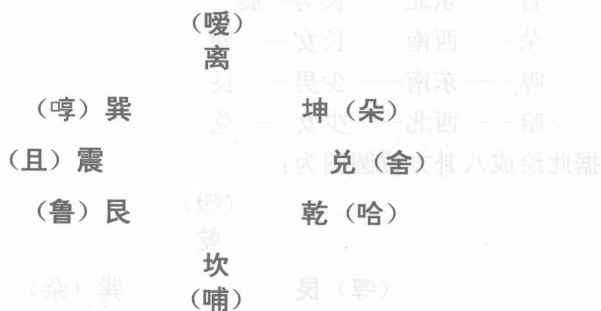 （嗳）
离
（哼）巽 坤（朵）
（且）震 兑（舍）
（鲁）艮 乾（哈）
坎
（哺）